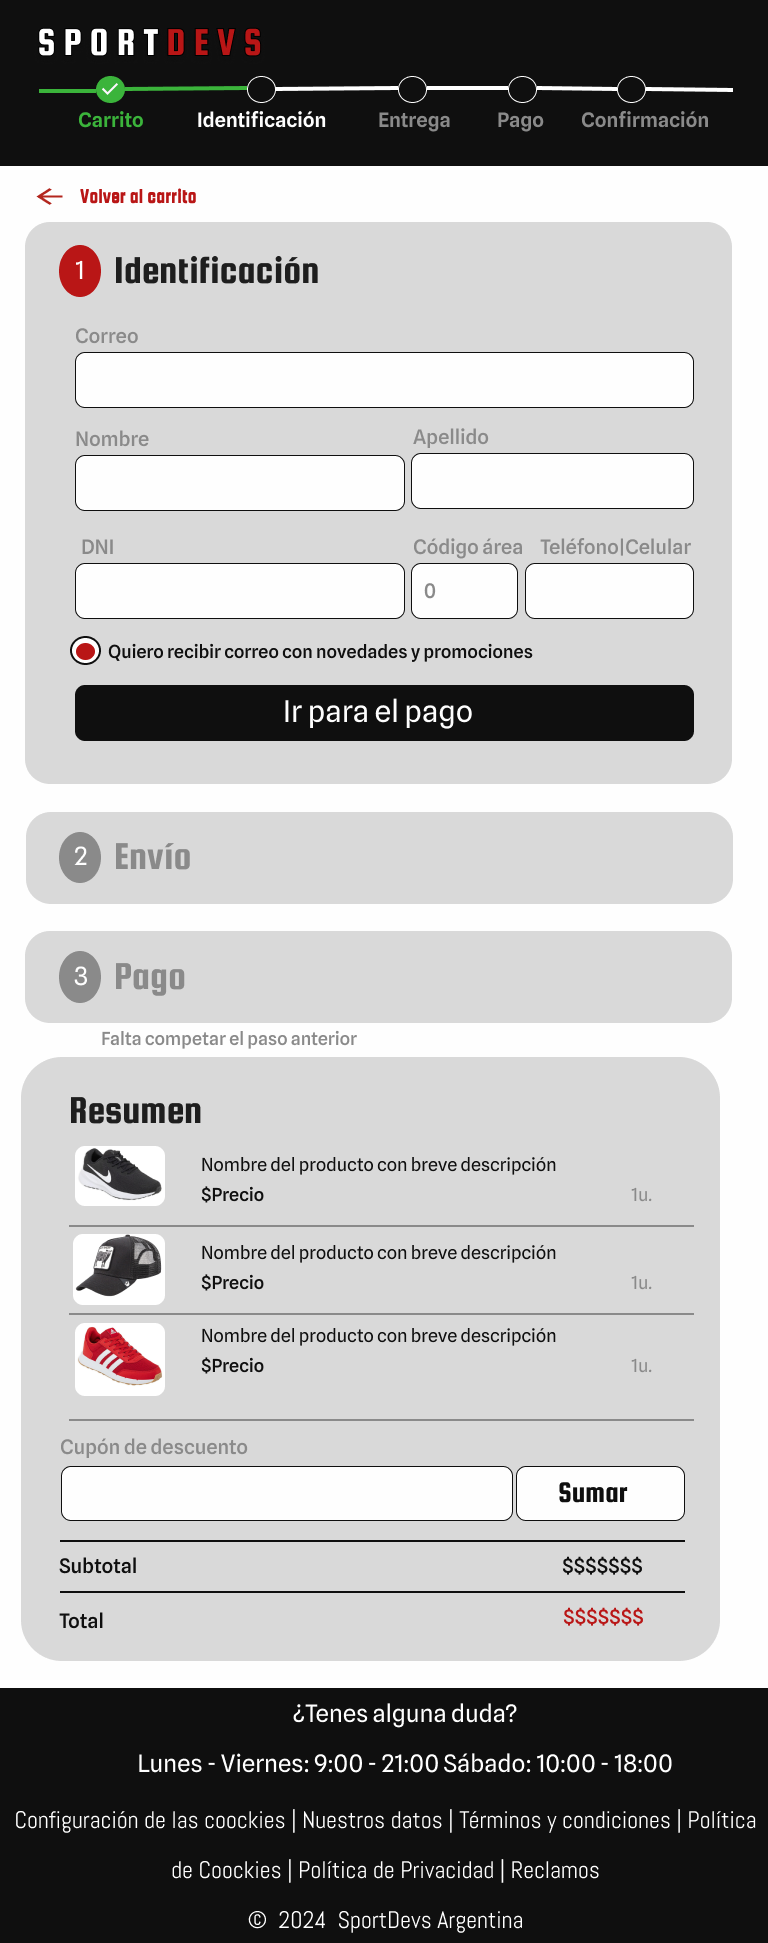 SPORTDEVS
Carrito Identificación Entrega Pago Confirmación
Volver al carrito
1 Identificación
Correo
Nombre Apellido
DNI Código área Teléfono|Celular
0
Quiero recibir correo con novedades y promociones
Ir para el pago
2 Envío
3 Pago
Falta competar el paso anterior
Resumen
Nombre del producto con breve descripción
$Precio 1u.
Nombre del producto con breve descripción
$Precio 1u.
Nombre del producto con breve descripción
$Precio 1u.
Cupón de descuento
Sumar
Subtotal $$$$$$$
Total $$$$$$$
¿Tenes alguna duda?
Lunes - Viernes: 9:00 - 21:00 Sábado: 10:00 - 18:00
Configuración de las coockies | Nuestros datos | Términos y condiciones | Política
de Coockies | Política de Privacidad | Reclamos
© 2024 SportDevs Argentina